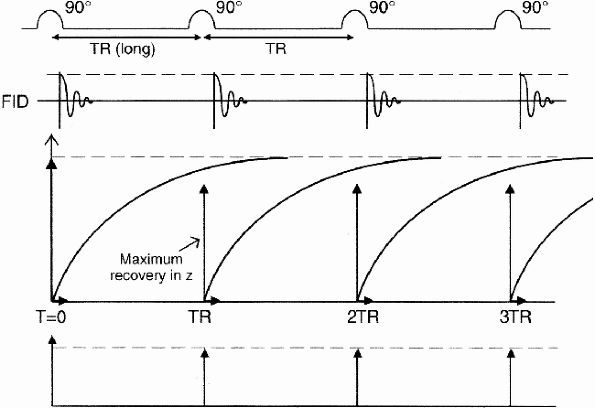 90° 90° 90° 90°
TR (long) TR
FID
Maximum
recovery in z
T=0 TR 2TR 3TR